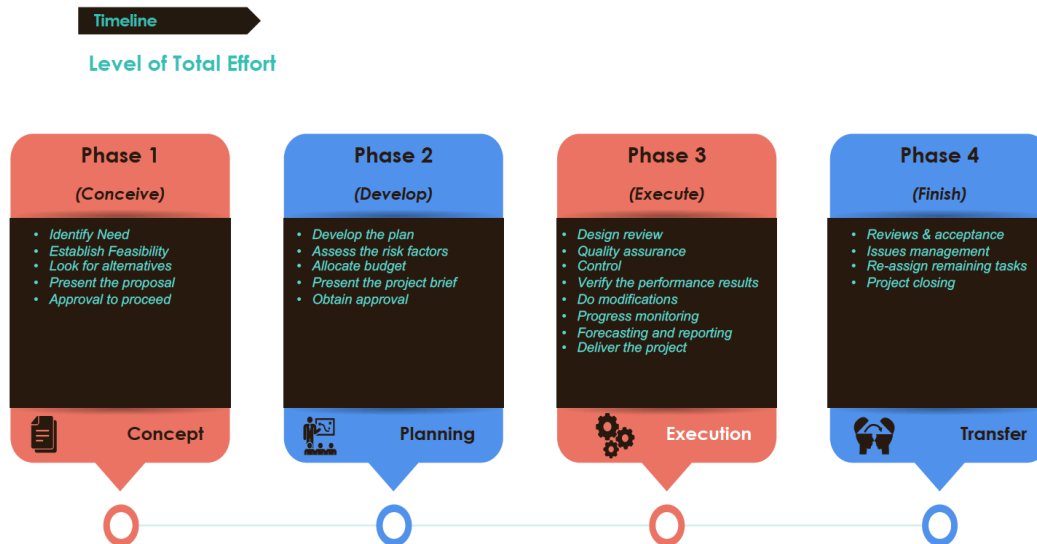 Timeline
Level of Total Effort
Phase 1
(Conceive)
• Identify Need
• Establish Feasibility
• Look for alternatives
• Present the proposal
• Approval to proceed
Concept
Phase 2
(Develop)
• Develop the plan
• Assess the risk factors
• Allocate budget
• Present the project brief
• Obtain approval
Planning
Phase 3
(Execute)
• Design review
• Quality assurance
• Control
• Verify the performance results
• Do modifications
• Progress monitoring
• Forecasting and reporting
• Deliver the project
Execution
Phase 4
(Finish)
• Reviews & acceptance
• Issues management
• Re-assign remaining tasks
• Project closing
Transfer